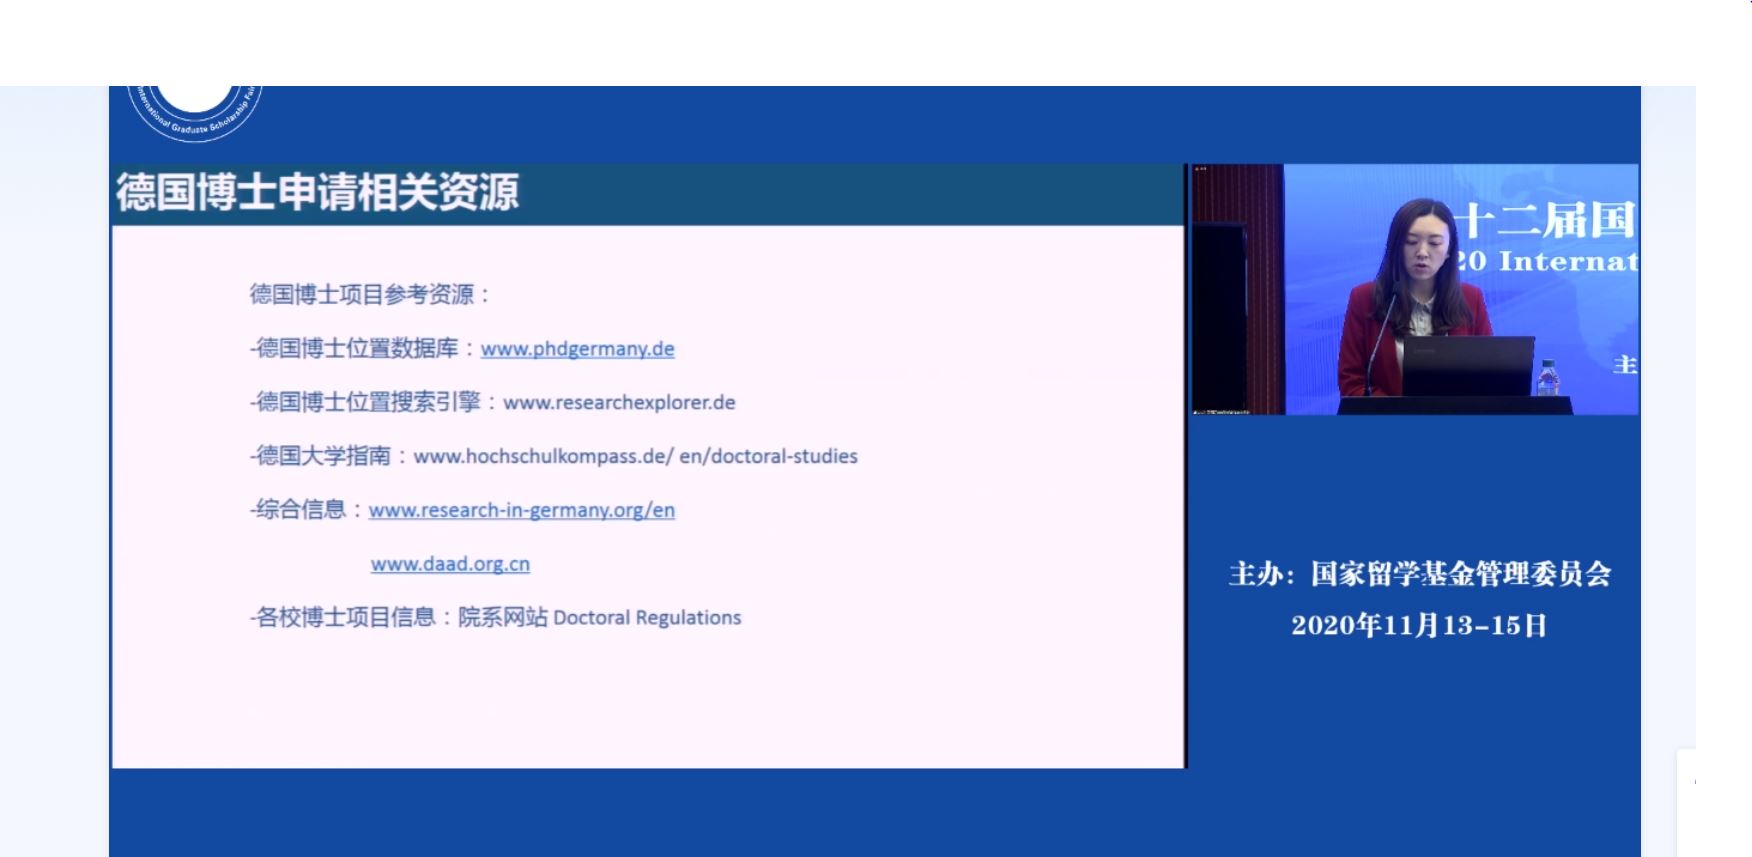 International Graduate Scholarship Fair
德国博士申请相关资源
德国博士项目参考资源：
-德国博士位置数据库：www.phdgermany.de
-德国博士位置搜索引擎：www.researchexplorer.de
-德国大学指南：www.hochschulkompass.de/ en/doctoral-studies
-综合信息：www.research-in-germany.org/en
www.daad.org.cn
-各校博士项目信息：院系网站 Doctoral Regulations
十二届国
20 Internat
主
主办：国家留学基金管理委员会
2020年11月13-15日